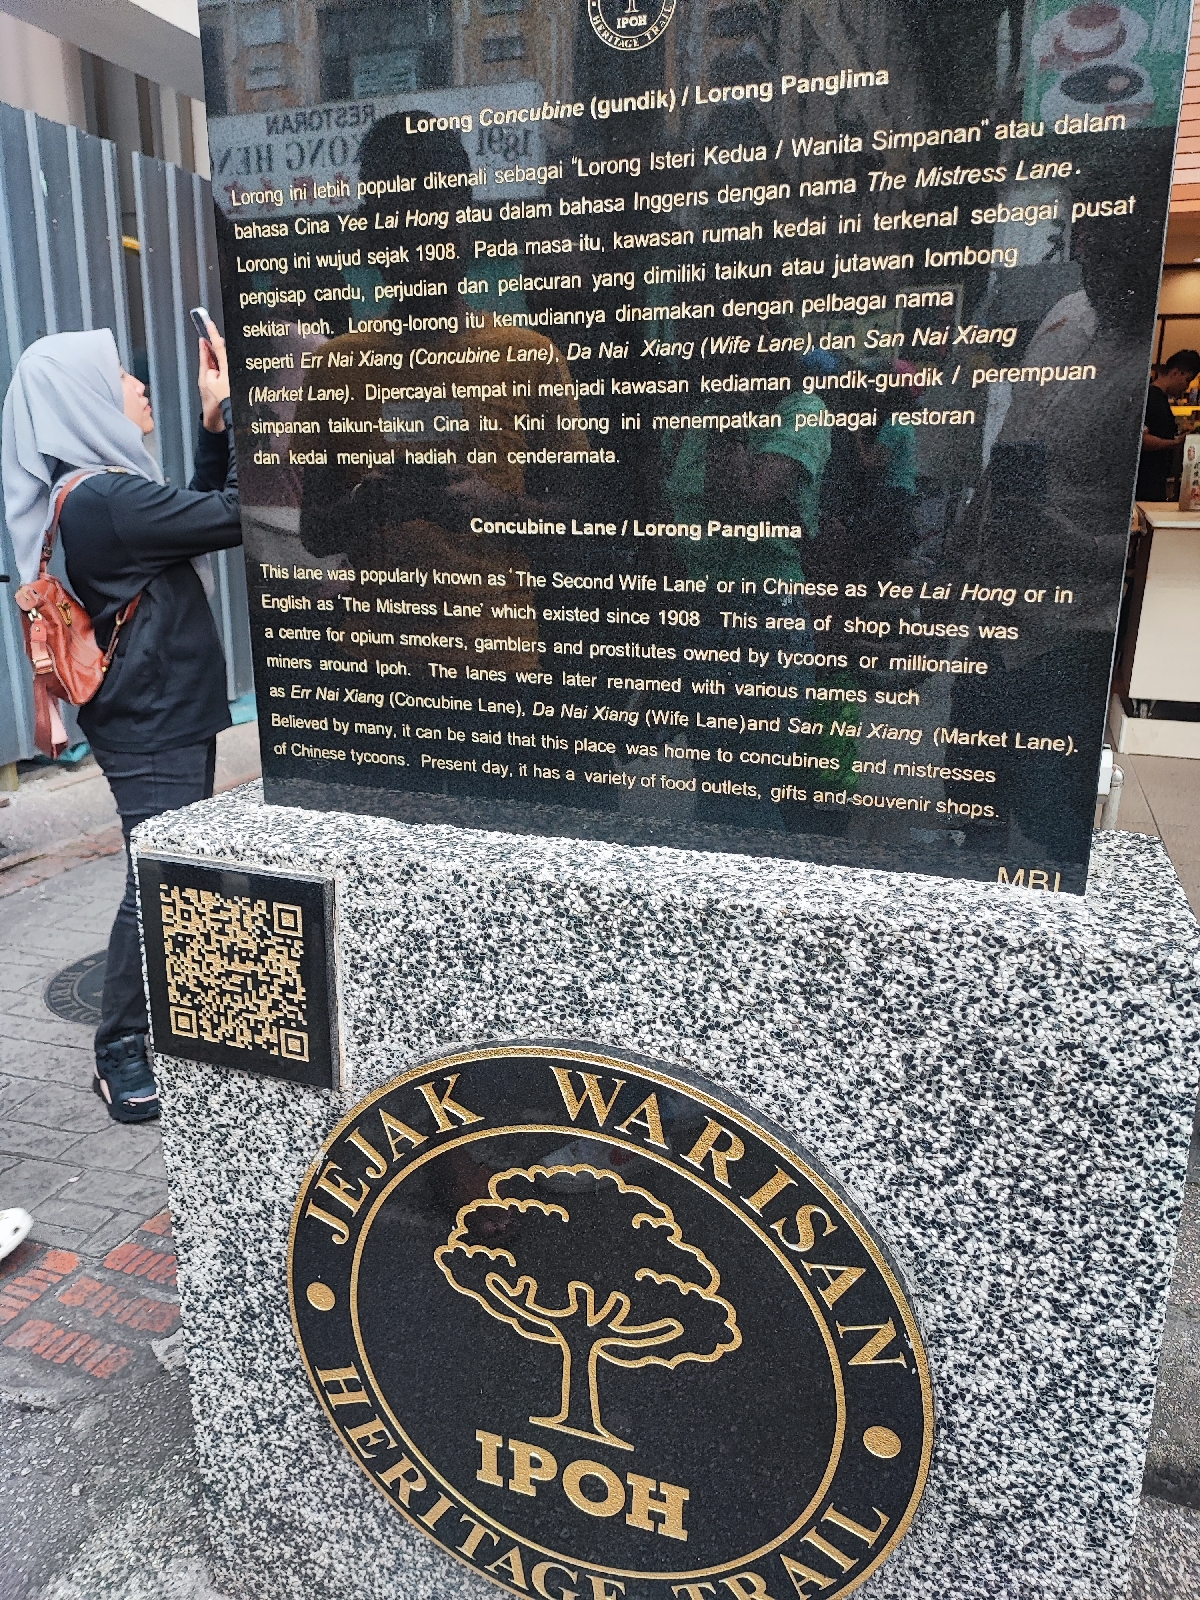 IPOH
HERITAGE TRAIL
Lorong Concubine (gundik) / Lorong Panglima
Lorong ini lebih popular dikenali sebagai "Lorong Isteri Kedua / Wanita Simpanan" atau dalam
bahasa Cina Yee Lai Hong atau dalam bahasa Inggeris dengan nama The Mistress Lane.
Lorong ini wujud sejak 1908. Pada masa itu, kawasan rumah kedai ini terkenal sebagai pusat
pengisap candu, perjudian dan pelacuran yang dimiliki taikun atau jutawan lombong
sekitar Ipoh. Lorong-lorong itu kemudiannya dinamakan dengan pelbagai nama
seperti Err Nai Xiang (Concubine Lane), Da Nai Xiang (Wife Lane), dan San Nai Xiang
(Market Lane). Dipercayai tempat ini menjadi kawasan kediaman gundik-gundik / perempuan
simpanan taikun-taikun Cina itu. Kini lorong ini menempatkan pelbagai restoran
dan kedai menjual hadiah dan cenderamata.
Concubine Lane / Lorong Panglima
This lane was popularly known as 'The Second Wife Lane' or in Chinese as Yee Lai Hong or in
English as 'The Mistress Lane' which existed since 1908 This area of shop houses was
a centre for opium smokers, gamblers and prostitutes owned by tycoons or millionaire
miners around Ipoh. The lanes were later renamed with various names such
as Err Nai Xiang (Concubine Lane), Da Nai Xiang (Wife Lane) and San Nai Xiang (Market Lane).
Believed by many, it can be said that this place was home to concubines and mistresses
of Chinese tycoons. Present day, it has a variety of food outlets, gifts and souvenir shops.
MBI
JEJAK WARISAN
IPOH
HERITAGE TRAIL